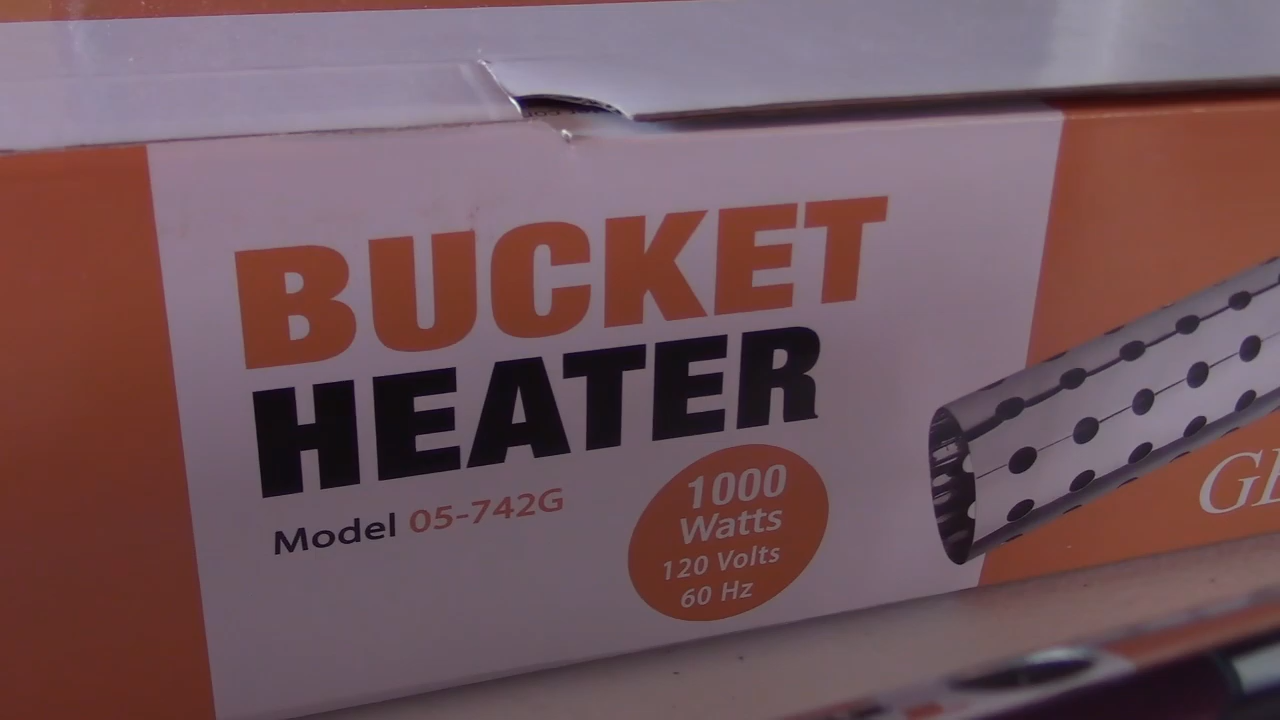 BUCKET
HEATER
Model 05-742G
1000
Watts
120 Volts
60 Hz